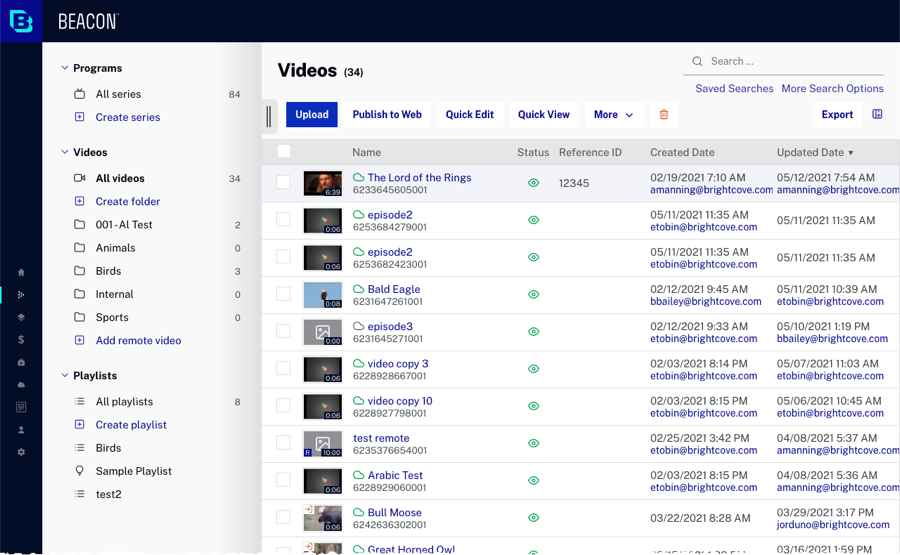 BEACON
Programs
All series 84
Create series
Videos
All videos 34
Create folder
001-Al Test 2
Animals 0
Birds 3
Internal 0
Sports 0
Add remote video
Playlists
All playlists 8
Create playlist
Birds
Sample Playlist
test2
Videos (34)
Search ...
Saved Searches More Search Options
Upload Publish to Web Quick Edit Quick View More Export
Name Status Reference ID Created Date Updated Date
6:39 The Lord of the Rings 12345 02/19/2021 7:10 AM 05/12/2021 7:54 AM
6233645605001 amanning@brightcove.com amanning@brightcove.com
0:06 episode2 05/11/2021 11:35 AM 05/11/2021 11:35 AM
6253684279001 etobin@brightcove.com
0:06 episode2 05/11/2021 11:35 AM 05/11/2021 11:35 AM
6253682423001 etobin@brightcove.com
0:08 Bald Eagle 02/12/2021 9:45 AM 05/11/2021 10:39 AM
6231647261001 bbailey@brightcove.com etobin@brightcove.com
0:00 episode3 02/12/2021 9:33 AM 05/10/2021 1:19 PM
6231645271001 etobin@brightcove.com bbailey@brightcove.com
0:06 video copy 3 02/03/2021 8:14 PM 05/07/2021 11:03 AM
6228928667001 etobin@brightcove.com etobin@brightcove.com
0:06 video copy 10 02/03/2021 8:15 PM 05/06/2021 10:45 AM
6228927798001 etobin@brightcove.com etobin@brightcove.com
R 10:00 test remote 02/25/2021 3:42 PM 04/08/2021 5:37 AM
6235376654001 etobin@brightcove.com amanning@brightcove.com
0:06 Arabic Test 02/03/2021 8:15 PM 04/08/2021 5:36 AM
6228929060001 etobin@brightcove.com amanning@brightcove.com
0:06 Bull Moose 03/22/2021 8:28 AM 03/29/2021 3:17 PM
6242636302001 jorduno@brightcove.com
Great Horned Owl 03/16/2021 1:59 PM